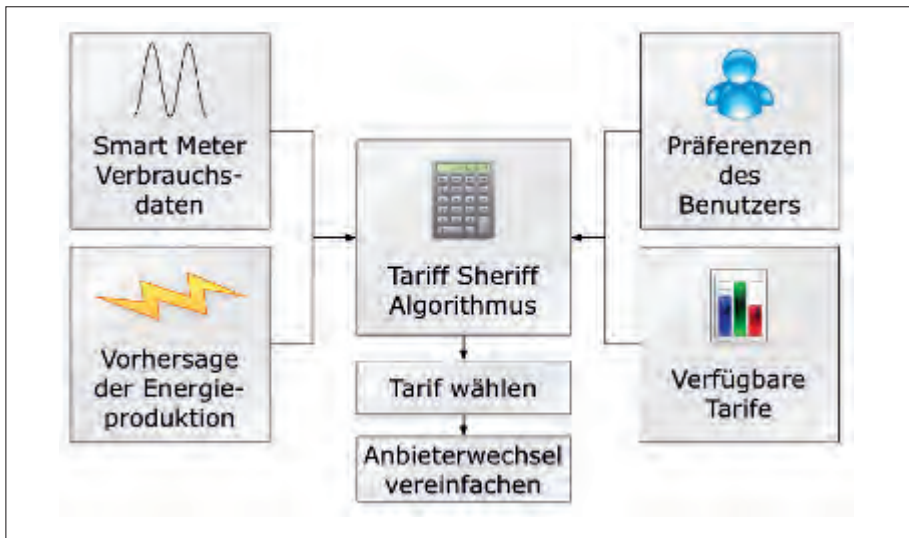 Smart Meter
Verbrauchs-
daten
Vorhersage
der Energie-
produktion
Tariff Sheriff
Algorithmus
Tarif wählen
Anbieterwechsel
vereinfachen
Präferenzen
des
Benutzers
Verfügbare
Tarife